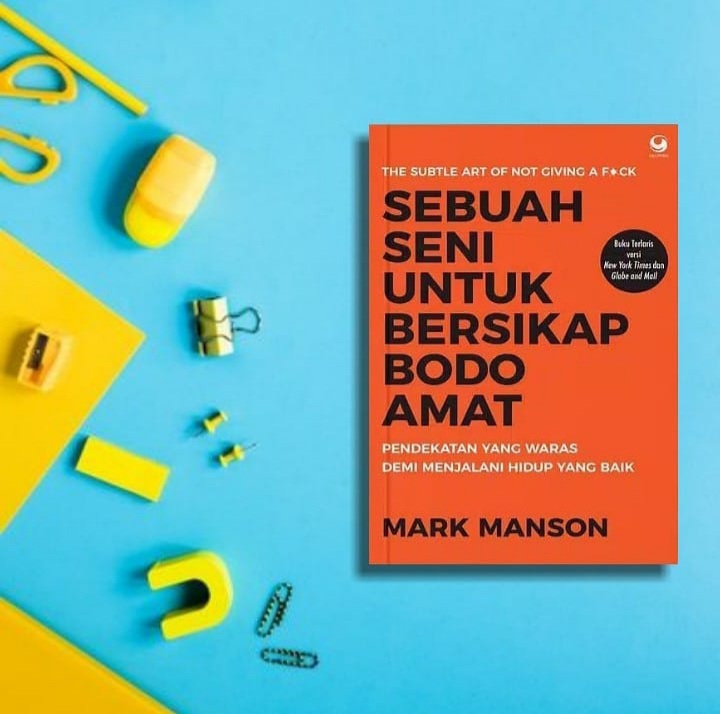 THE SUBTLE ART OF NOT GIVING A F*CK
SEBUAH
SENI
UNTUK
BERSIKAP
BODO
AMAT
Buku Terlaris
versi
New York Times dan
Globe and Mail
PENDEKATAN YANG WARAS
DEMI MENJALANI HIDUP YANG BAIK
MARK MANSON